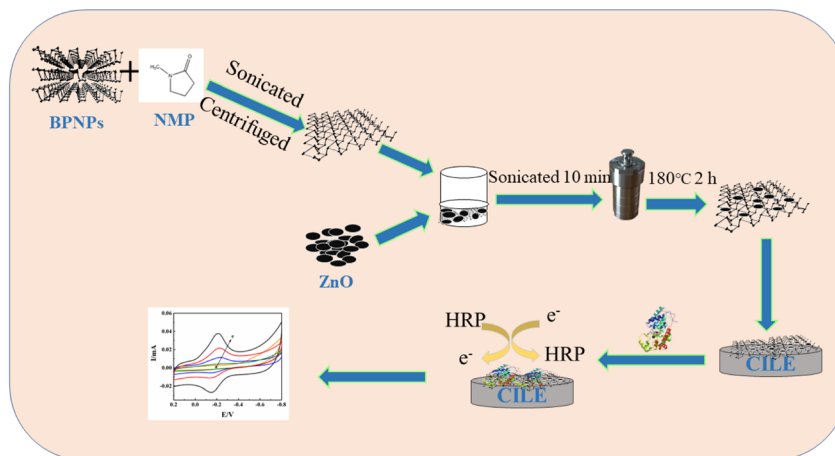 BPNPs
+
H₃C
N
O
NMP
Sonicated
Centrifuged
ZnO
Sonicated 10 min
180℃ 2 h
CILE
HRP
e-
e-
HRP
CILE
I/mA
0.06
0.04
0.02
0.00
-0.02
0.2 0.0 -0.2 -0.4 -0.6 -0.8
E/V